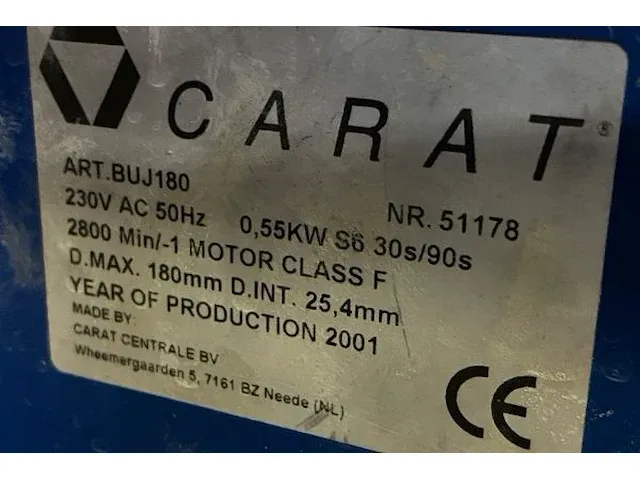 CARAT®
ART.BUJ180
NR. 51178
230V AC 50Hz 0,55KW S6 30s/90s
2800 Min/-1 MOTOR CLASS F
D.MAX. 180mm D.INT. 25,4mm
YEAR OF PRODUCTION 2001
MADE BY:
CARAT CENTRALE BV
Wheemergaarden 5, 7161 BZ Neede (NL)
CE